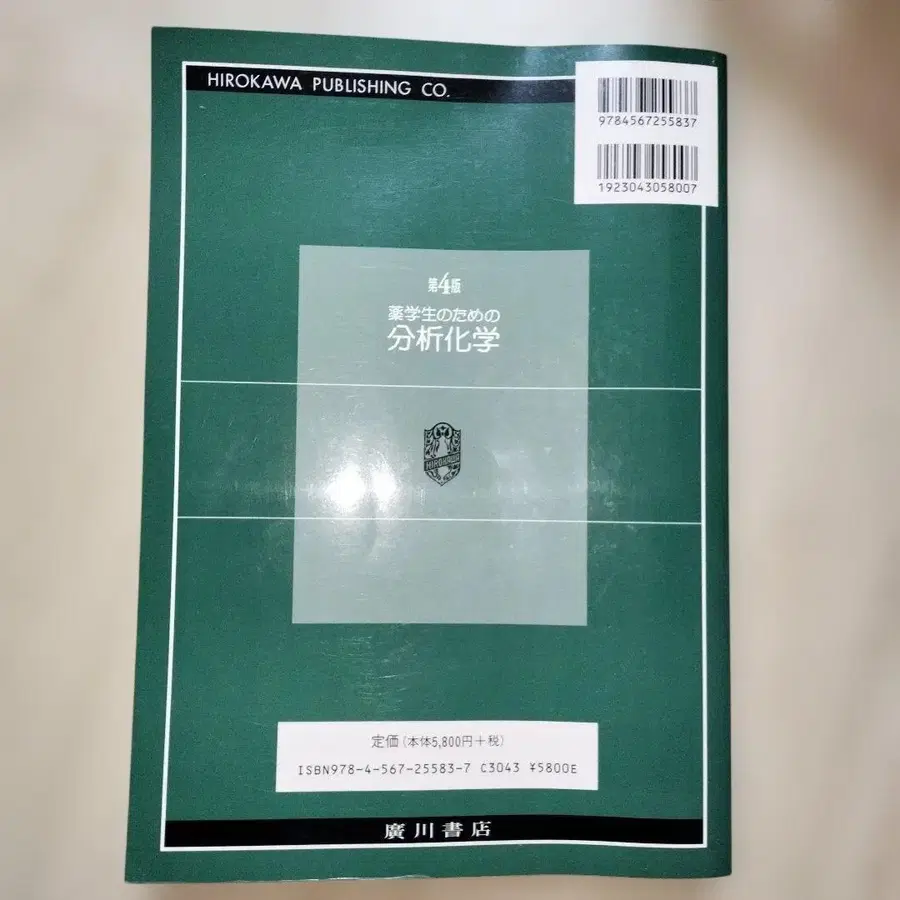 HIROKAWA PUBLISHING CO.
9784567255837
1923043058007
第4版
薬学生のための
分析化学
HIROKAWA
定価(本体5,800円+税)
ISBN978-4-567-25583-7 C3043 ¥5800E
廣川書店